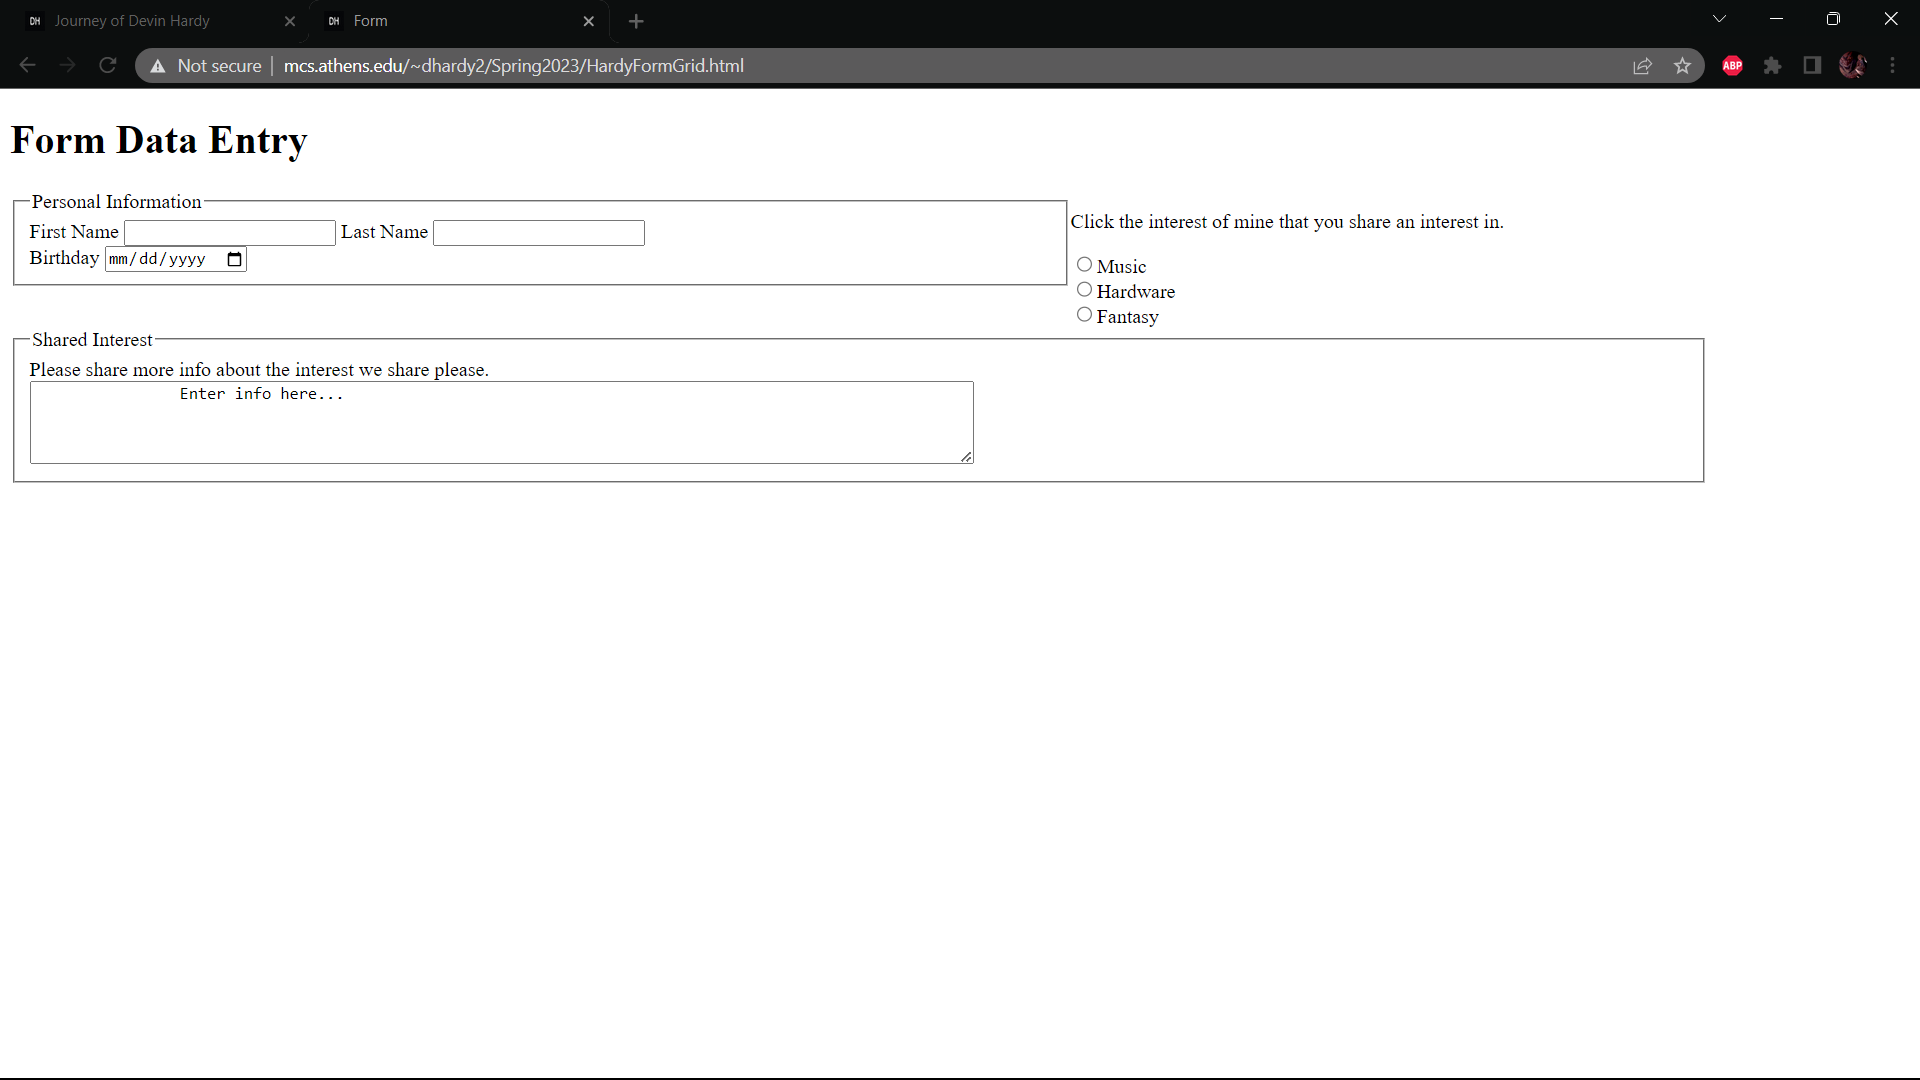 DH Journey of Devin Hardy
DH Form
Not secure mcs.athens.edu/~dhardy2/Spring2023/HardyFormGrid.html
ABP
Form Data Entry
Personal Information
First Name Last Name
Birthday mm/dd/yyyy
Click the interest of mine that you share an interest in.
Music
Hardware
Fantasy
Shared Interest
Please share more info about the interest we share please.
Enter info here...